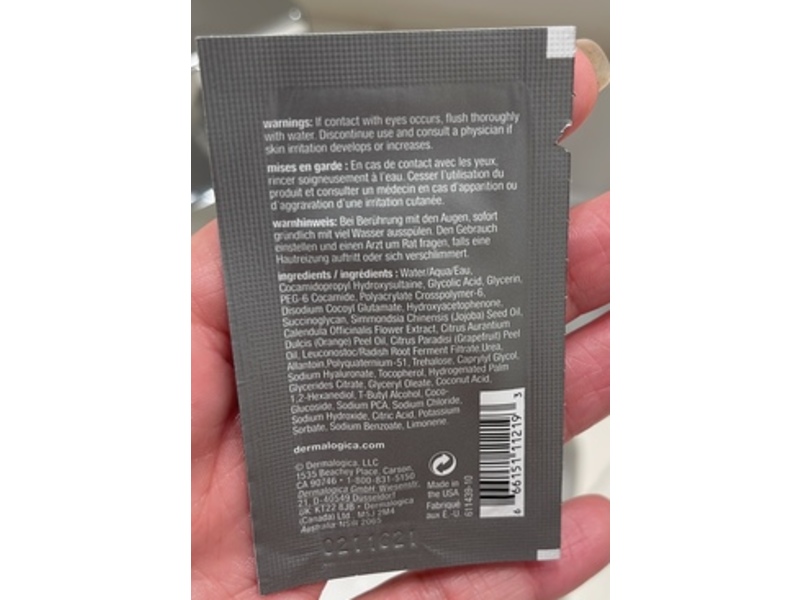 warnings: If contact with eyes occurs, flush thoroughly
with water. Discontinue use and consult a physician if
skin irritation develops or increases.
mises en garde : En cas de contact avec les yeux,
rincer soigneusement à l'eau. Cesser l'utilisation du
produit et consulter un médecin en cas d'apparition ou
d'aggravation d'une irritation cutanée.
warnhinweis: Bei Berührung mit den Augen, sofort
gründlich mit viel Wasser ausspülen. Den Gebrauch
einstellen und einen Arzt um Rat fragen, falls eine
Hautreizung auftritt oder sich verschlimmert.
ingredients / ingrédients : Water/Aqua/Eau,
Cocamidopropyl Hydroxysultaine, Glycolic Acid, Glycerin,
PEG-6 Cocamide, Polyacrylate Crosspolymer-6,
Disodium Cocoyl Glutamate, Hydroxyacetophenone,
Succinoglycan, Simmondsia Chinensis (Jojoba) Seed Oil,
Calendula Officinalis Flower Extract, Citrus Aurantium
Dulcis (Orange) Peel Oil, Citrus Paradisi (Grapefruit) Peel
Oil, Leuconostoc/Radish Root Ferment Filtrate,Urea,
Allantoin,Polyquaternium-51, Trehalose, Caprylyl Glycol,
Sodium Hyaluronate, Tocopherol, Hydrogenated Palm
Glycerides Citrate, Glyceryl Oleate, Coconut Acid,
1,2-Hexanediol, T-Butyl Alcohol, Coco-
Glucoside, Sodium PCA, Sodium Chloride,
Sodium Hydroxide, Citric Acid, Potassium
Sorbate, Sodium Benzoate, Limonene.
dermalogica.com
© Dermalogica, LLC
1535 Beachey Place, Carson,
CA 90746 • 1-800-831-5150
Dermalogica GmbH, Wiesenstr.
21, D-40549 Düsseldorf
UK: KT22 8JB • Dermalogica
(Canada) Ltd., M5J 2M4
Australia: NSW 2065
Made in
the USA
Fabriqué
aux É.-U.
611439-10
6 66151 11219 3
0211021